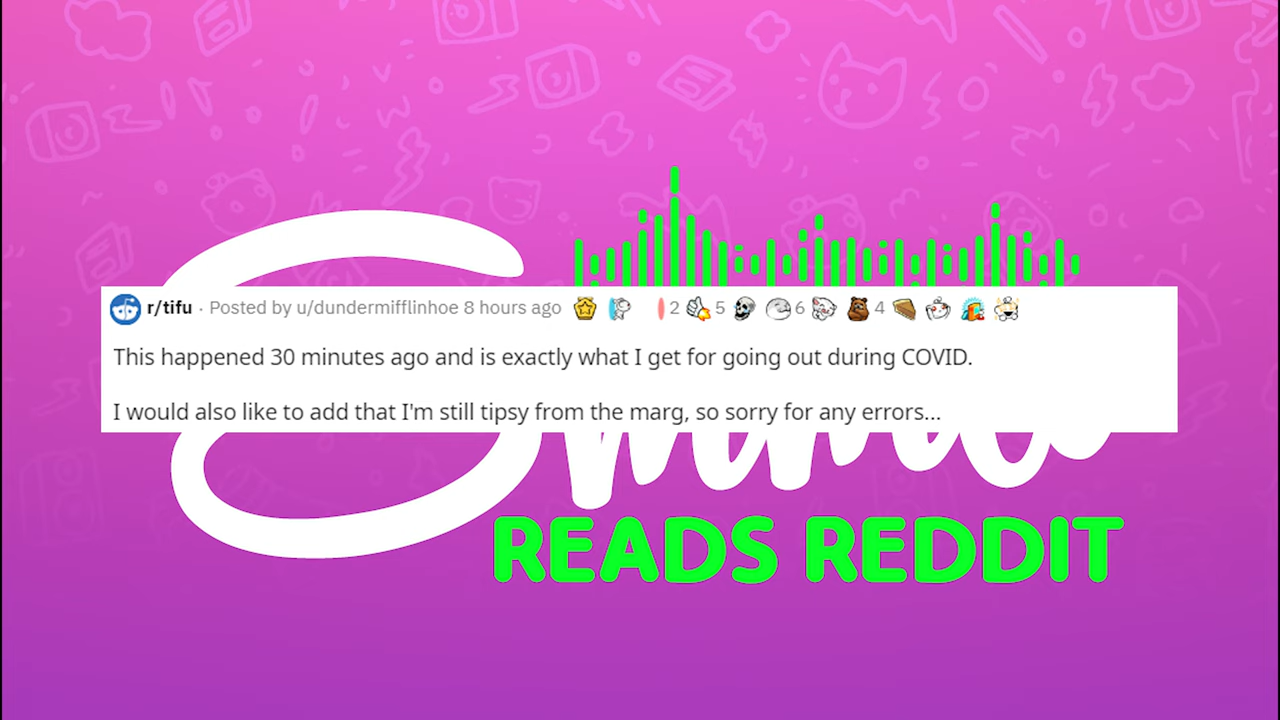 r/tifu · Posted by u/dundermifflinhoe 8 hours ago 2 5 6 4
This happened 30 minutes ago and is exactly what I get for going out during COVID.
I would also like to add that I'm still tipsy from the marg, so sorry for any errors...
READS REDDIT